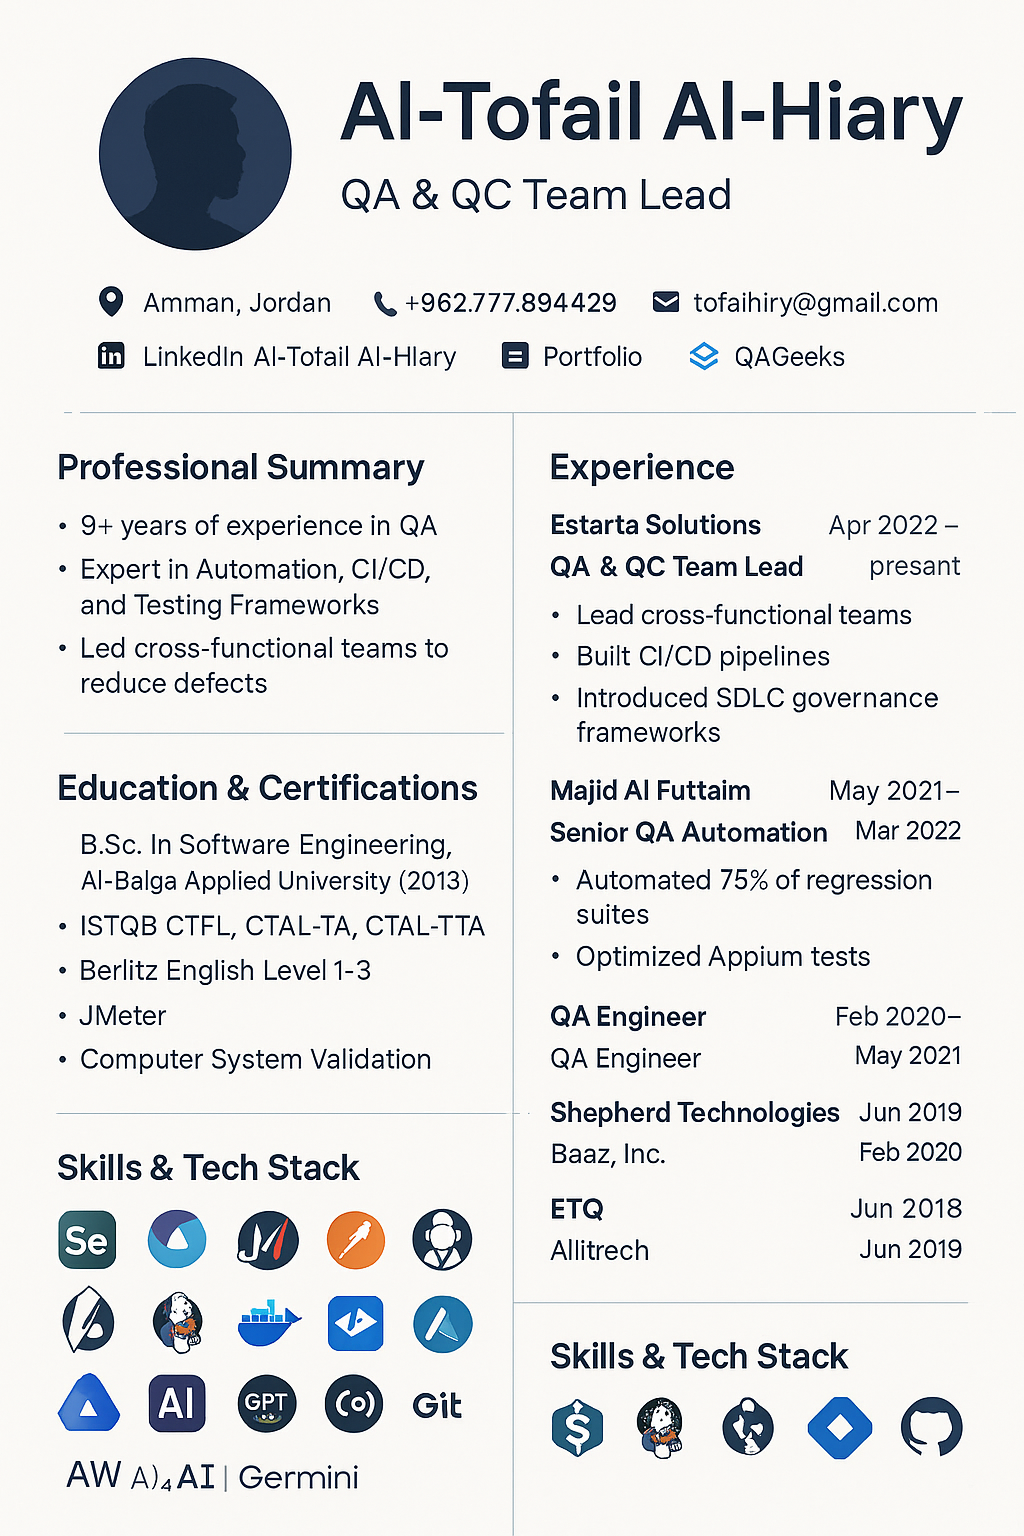 Al-Tofail Al-Hiary
QA & QC Team Lead
Amman, Jordan
+962.777.894429
tofaihiry@gmail.com
in LinkedIn Al-Totail Al-HIary
Portfolio
QAGeeks
Professional Summary
• 9+ years of experience in QA
• Expert in Automation, CI/CD,
and Testing Frameworks
• Led cross-functional teams to
reduce defects
Education & Certifications
B.Sc. In Software Engineering,
Al-Balga Applied University (2013)
• ISTQB CTFL, CTAL-TA, CTAL-TTA
• Berlitz English Level 1-3
• JMeter
• Computer System Validation
Skills & Tech Stack
Se
AI GPT Git
AW A)₄AI | Germini
Experience
Estarta Solutions Apr 2022 –
QA & QC Team Lead presant
• Lead cross-functional teams
• Built CI/CD pipelines
• Introduced SDLC governance
frameworks
Majid Al Futtaim May 2021–
Senior QA Automation Mar 2022
• Automated 75% of regression
suites
• Optimized Appium tests
QA Engineer Feb 2020–
QA Engineer May 2021
Shepherd Technologies Jun 2019
Baaz, Inc. Feb 2020
ETQ Jun 2018
Allitrech Jun 2019
Skills & Tech Stack
$